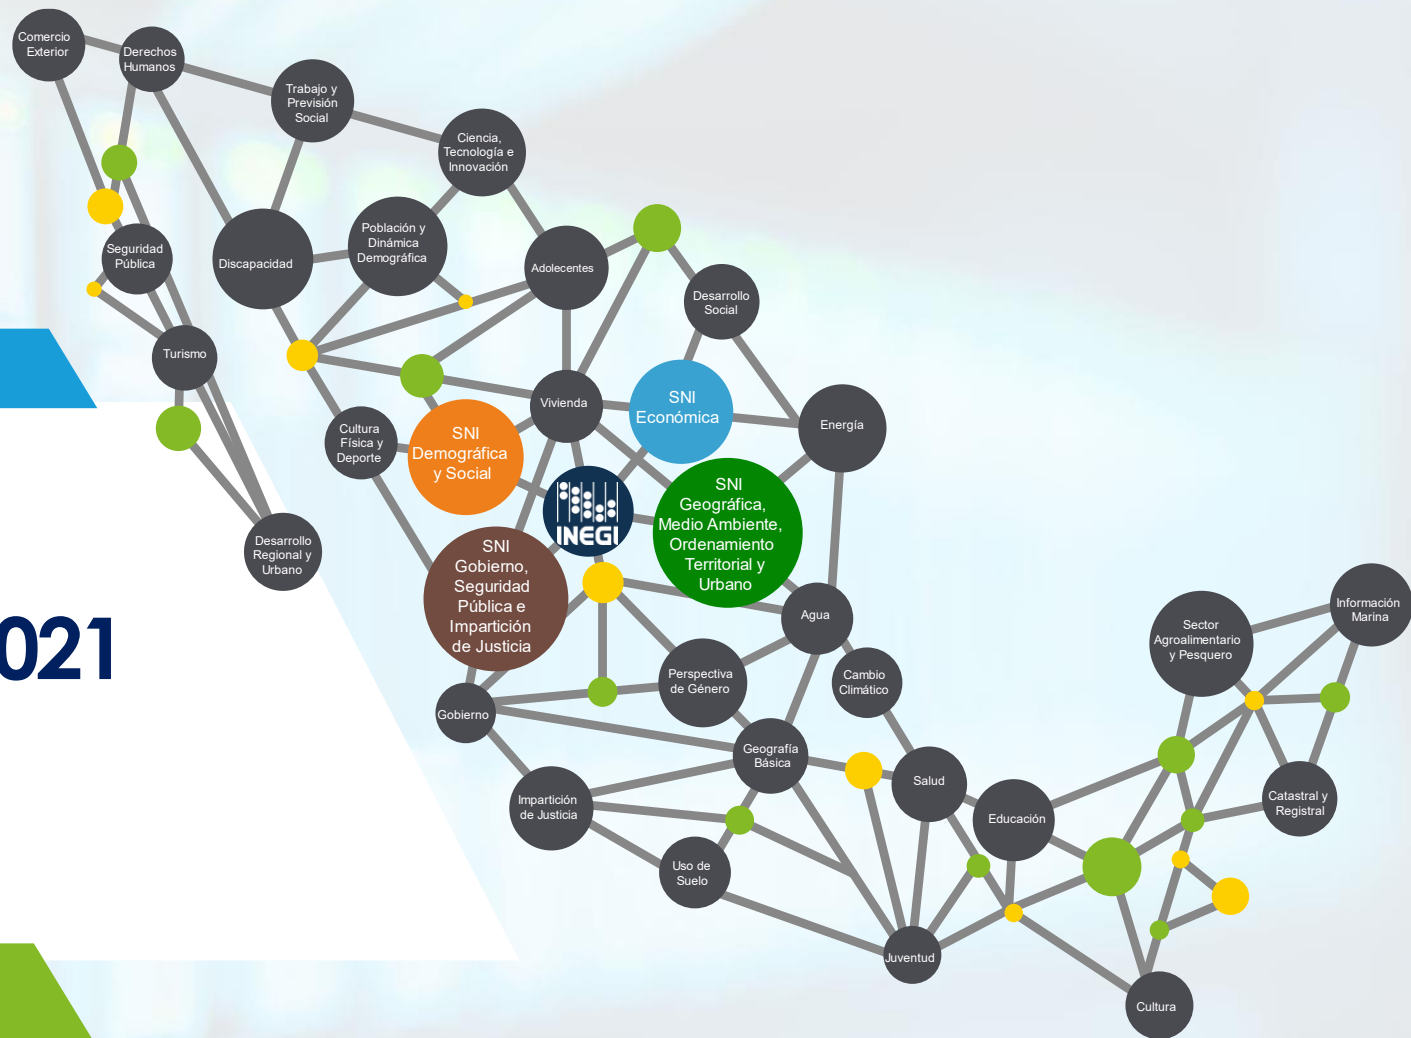 Comercio
Exterior
Derechos
Humanos
Trabajo y
Previsión
Social
Ciencia,
Tecnología e
Innovación
Seguridad
Pública
Discapacidad
Población y
Dinámica
Demográfica
Adolecentes
Desarrollo
Social
Turismo
Cultura
Física y
Deporte
Vivienda
SNI
Económica
Energía
SNI
Demográfica
y Social
INEGI
SNI
Geográfica,
Medio Ambiente,
Ordenamiento
Territorial y
Urbano
Desarrollo
Regional y
Urbano
SNI
Gobierno,
Seguridad
Pública e
Impartición
de Justicia
021
Agua
Información
Marina
Sector
Agroalimentario
y Pesquero
Perspectiva
de Género
Cambio
Climático
Gobierno
Geografía
Básica
Salud
Impartición
de Justicia
Educación
Catastral y
Registral
Uso de
Suelo
Juventud
Cultura